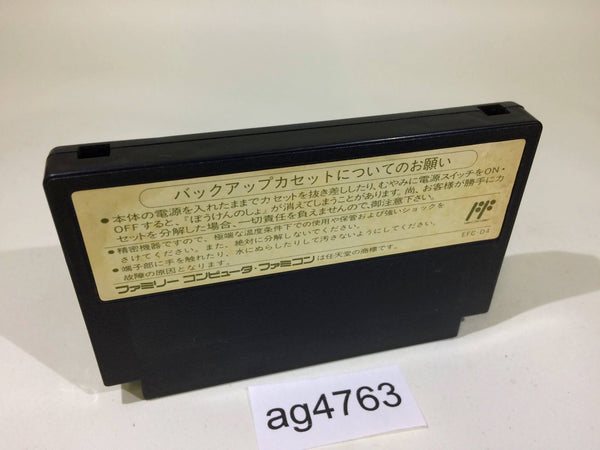 バックアップカセットについてのお願い
●本体の電源を入れたままでカセットを抜き差ししたり、むやみに電源スイッチをON・
OFFすると、『ぼうけんのしょ』が消えてしまうことがあります。尚、お客様が勝手にカ
セットを分解した場合、一切責任を負えませんので、御注意下さい。
●精密機器ですので、極端な温度条件下での使用や保管および強いショックを
さけてください。また、絶対に分解しないでください。
●端子部に手を触れたり、水にぬらしたりして汚さないようにしてください。
故障の原因となります。
ファミリーコンピュータ・ファミコンは任天堂の商標です。
EFC-D4
ag4763